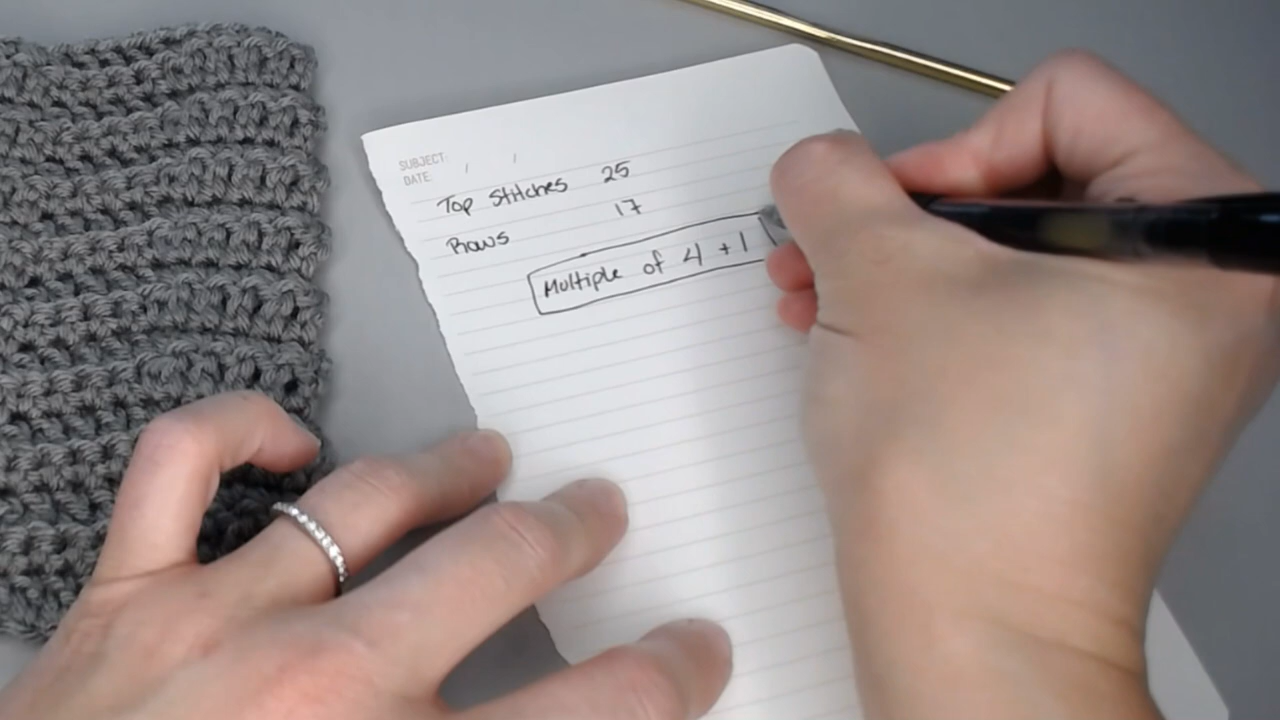 SUBJECT:
DATE: / /
Top Stitches 25
Rows 17
Multiple of 4 + 1